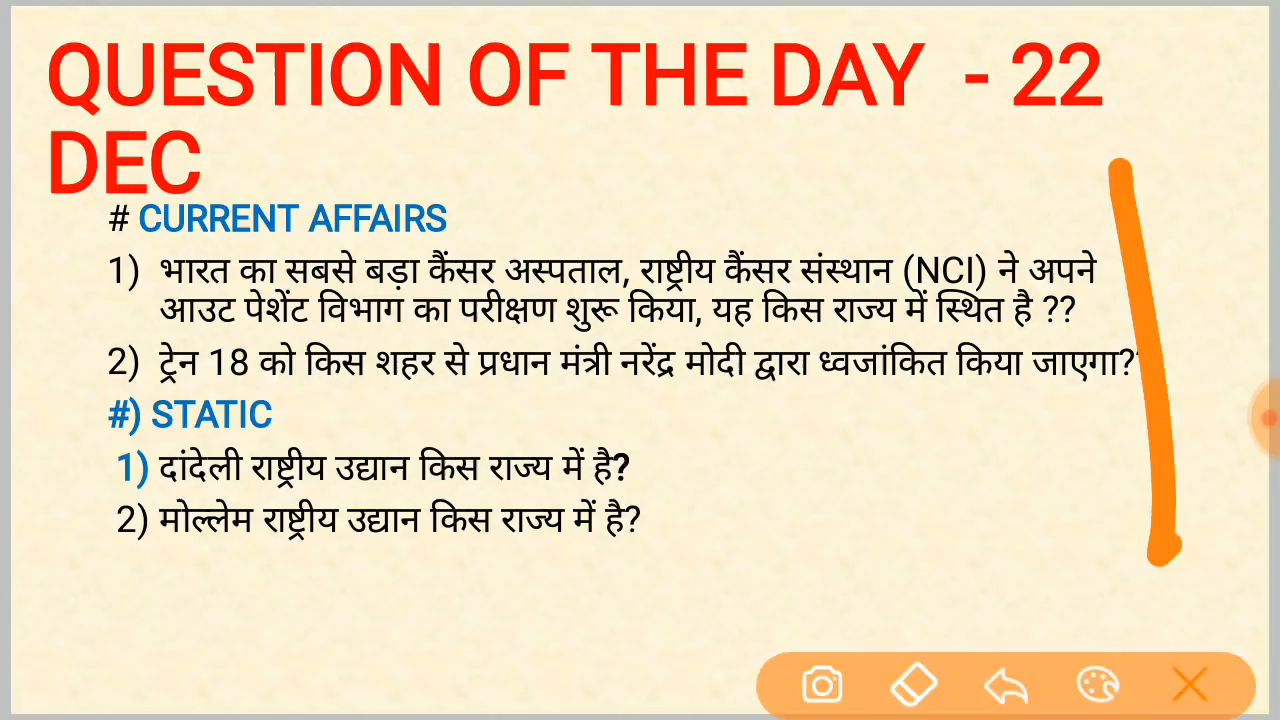 QUESTION OF THE DAY - 22
DEC
# CURRENT AFFAIRS
1) भारत का सबसे बड़ा कैंसर अस्पताल, राष्ट्रीय कैंसर संस्थान (NCI) ने अपने
आउट पेशेंट विभाग का परीक्षण शुरू किया, यह किस राज्य में स्थित है ??
2) ट्रेन 18 को किस शहर से प्रधान मंत्री नरेंद्र मोदी द्वारा ध्वजांकित किया जाएगा?
#) STATIC
1) दांदेली राष्ट्रीय उद्यान किस राज्य में है?
2) मोल्लेम राष्ट्रीय उद्यान किस राज्य में है?